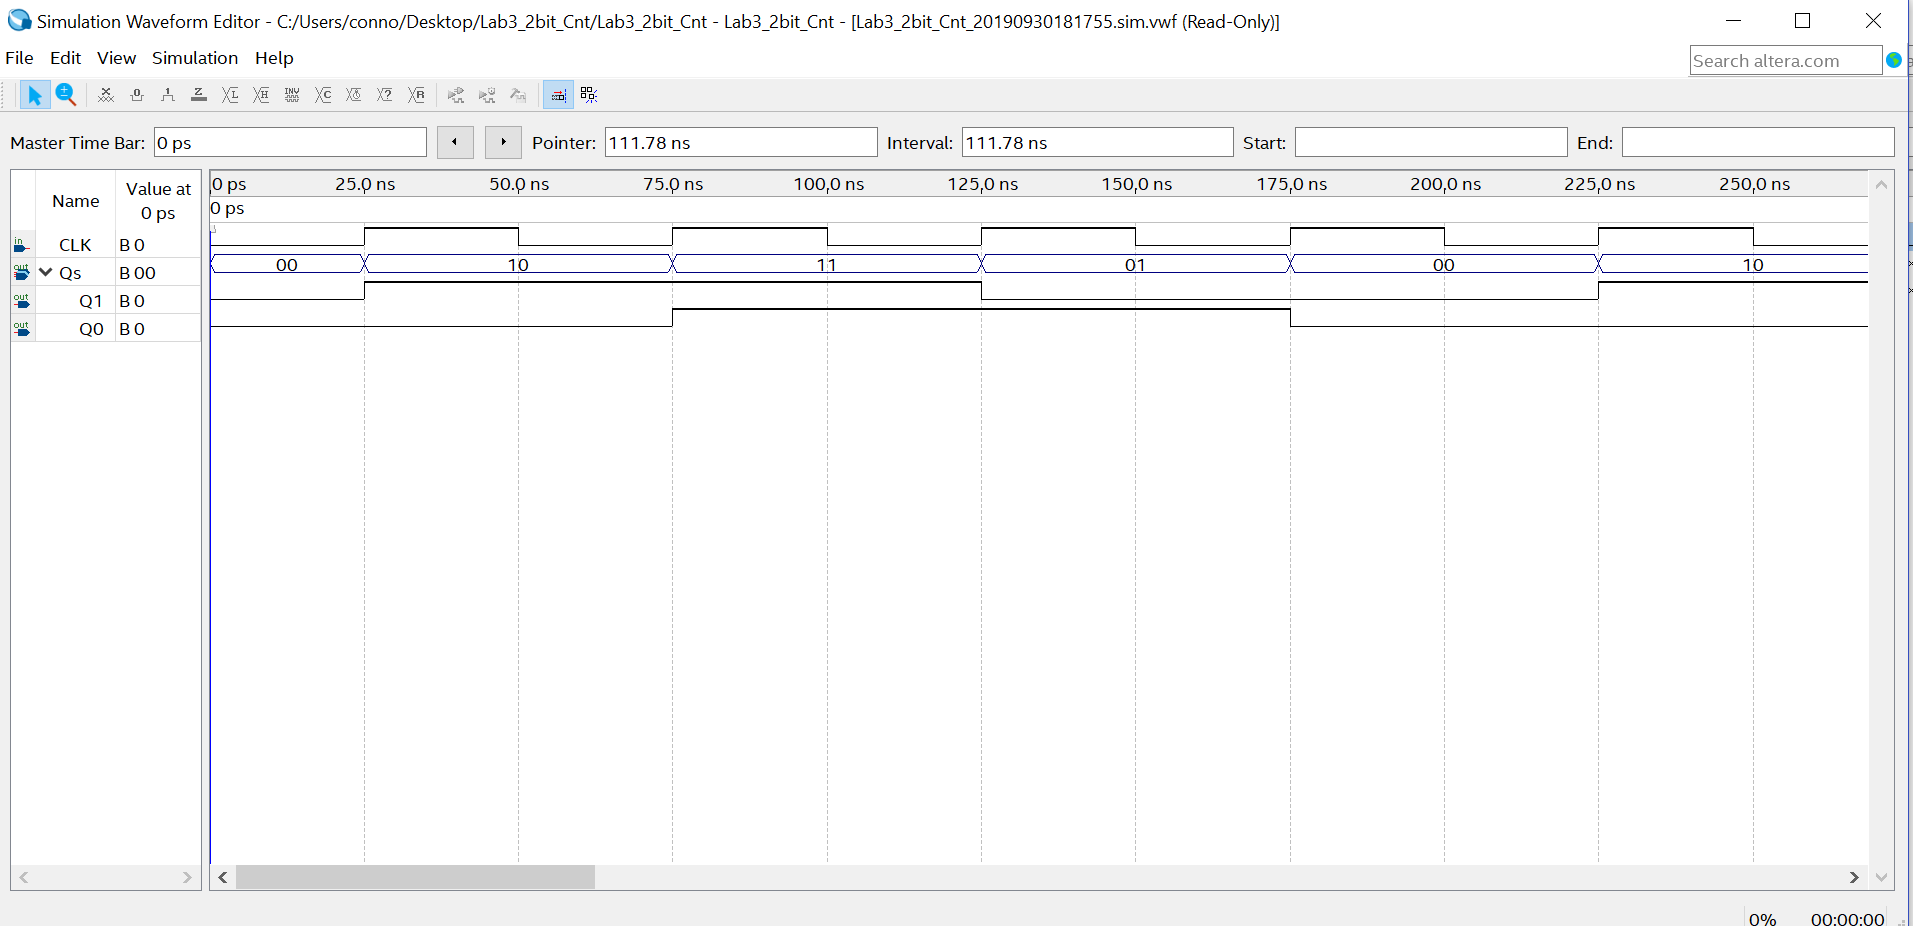 Simulation Waveform Editor - C:/Users/conno/Desktop/Lab3_2bit_Cnt/Lab3_2bit_Cnt - Lab3_2bit_Cnt - [Lab3_2bit_Cnt_20190930181755.sim.vwf (Read-Only)]
File Edit View Simulation Help
Search altera.com
Master Time Bar: 0 ps Pointer: 111.78 ns Interval: 111.78 ns Start: End:
Name Value at 0 ps
0 ps 25.0 ns 50.0 ns 75.0 ns 100.0 ns 125.0 ns 150.0 ns 175.0 ns 200.0 ns 225.0 ns 250.0 ns
0 ps
in CLK B 0
out Qs B 00 00 10 11 01 00 10
out Q1 B 0
out Q0 B 0
0% 00:00:00